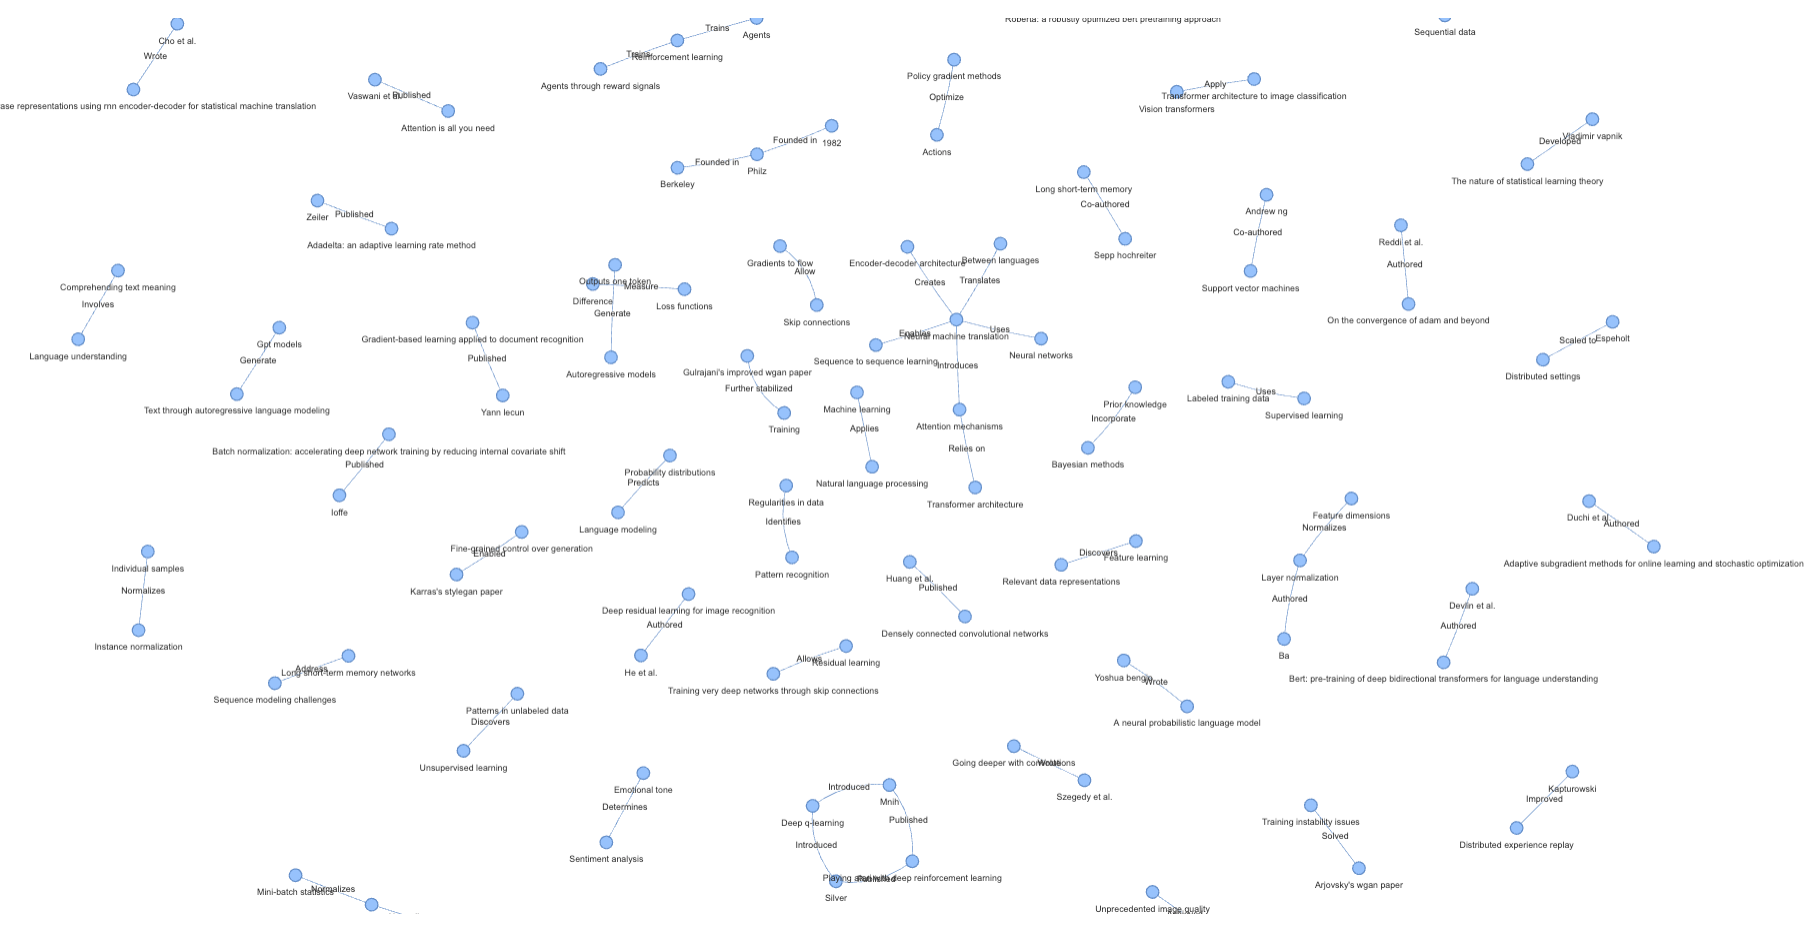 Roberta: a robustly optimized bert pretraining approach
Trains
Sequential data
Agents
Cho et al.
Wrote
Trains
Reinforcement learning
Agents through reward signals
Policy gradient methods
Optimize
Actions
Apply
Transformer architecture to image classification
Vision transformers
Vaswani et al.
Published
Attention is all you need
ase representations using rnn encoder-decoder for statistical machine translation
Founded in
1982
Founded in
Philz
Berkeley
Vladimir vapnik
Developed
The nature of statistical learning theory
Long short-term memory
Co-authored
Sepp hochreiter
Andrew ng
Co-authored
Support vector machines
Reddi et al.
Authored
On the convergence of adam and beyond
Zeiler
Published
Adadelta: an adaptive learning rate method
Gradients to flow
Allow
Skip connections
Encoder-decoder architecture
Between languages
Creates
Translates
Enables
Uses
Neural machine translation
Sequence to sequence learning
Neural networks
Introduces
Attention mechanisms
Relies on
Transformer architecture
Comprehending text meaning
Involves
Language understanding
Outputs one token
Measure
Difference
Loss functions
Generate
Autoregressive models
Gpt models
Generate
Text through autoregressive language modeling
Gradient-based learning applied to document recognition
Published
Yann lecun
Gulrajani's improved wgan paper
Further stabilized
Training
Machine learning
Applies
Natural language processing
Scaled to
Espeholt
Distributed settings
Labeled training data
Uses
Supervised learning
Prior knowledge
Incorporate
Bayesian methods
Batch normalization: accelerating deep network training by reducing internal covariate shift
Published
Ioffe
Probability distributions
Predicts
Language modeling
Regularities in data
Identifies
Pattern recognition
Fine-grained control over generation
Enabled
Karras's stylegan paper
Individual samples
Normalizes
Instance normalization
Discovers
Feature learning
Relevant data representations
Huang et al.
Published
Densely connected convolutional networks
Feature dimensions
Normalizes
Layer normalization
Authored
Ba
Duchi et al.
Authored
Adaptive subgradient methods for online learning and stochastic optimization
Devlin et al.
Authored
Bert: pre-training of deep bidirectional transformers for language understanding
Deep residual learning for image recognition
Authored
He et al.
Allows
Residual learning
Training very deep networks through skip connections
Address
Long short-term memory networks
Sequence modeling challenges
Yoshua bengio
Wrote
A neural probabilistic language model
Patterns in unlabeled data
Discovers
Unsupervised learning
Going deeper with convolutions
Wrote
Szegedy et al.
Emotional tone
Determines
Sentiment analysis
Introduced
Mnih
Deep q-learning
Published
Introduced
Playing atari with deep reinforcement learning
Published
Silver
Kapturowski
Improved
Distributed experience replay
Training instability issues
Solved
Arjovsky's wgan paper
Mini-batch statistics
Normalizes
Unprecedented image quality